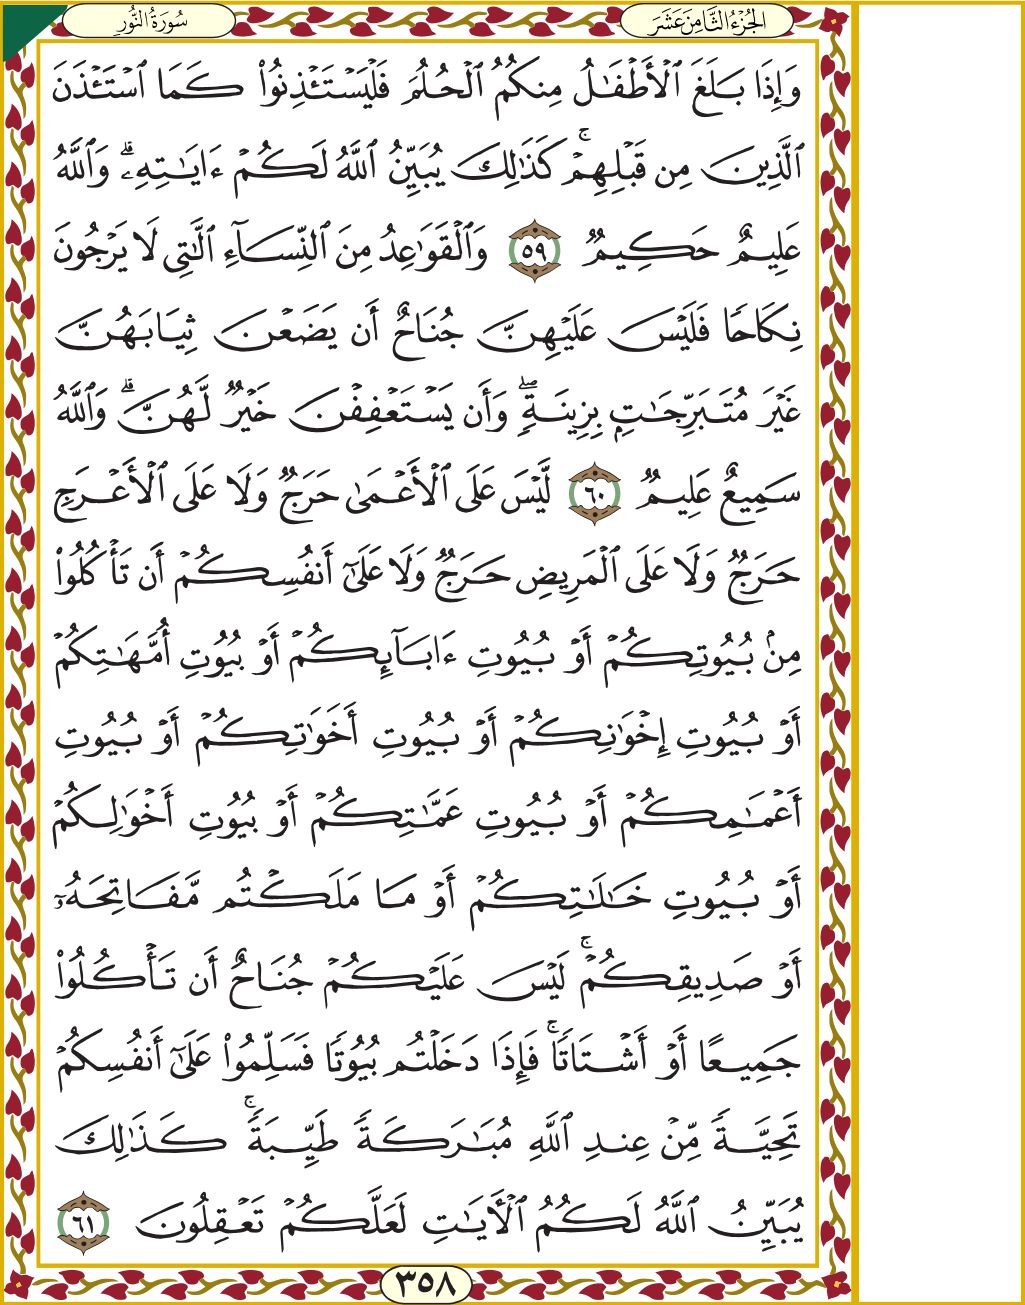 الجُزْءُ الثَّامِنَ عَشَرَ
سُورَةُ النُّورِ
وَإِذَا بَلَغَ ٱلْأَطْفَـٰلُ مِنكُمُ ٱلْحُلُمَ فَلْيَسْتَـْٔذِنُوا۟ كَمَا ٱسْتَـْٔذَنَ
ٱلَّذِينَ مِن قَبْلِهِمْ ۚ كَذَٰلِكَ يُبَيِّنُ ٱللَّهُ لَكُمْ ءَايَـٰتِهِۦ ۗ وَٱللَّهُ
عَلِيمٌ حَكِيمٌ ٥٩ وَٱلْقَوَٰعِدُ مِنَ ٱلنِّسَآءِ ٱلَّـٰتِى لَا يَرْجُونَ
نِكَاحًا فَلَيْسَ عَلَيْهِنَّ جُنَاحٌ أَن يَضَعْنَ ثِيَابَهُنَّ
غَيْرَ مُتَبَرِّجَـٰتٍۭ بِزِينَةٍ ۖ وَأَن يَسْتَعْفِفْنَ خَيْرٌ لَّهُنَّ ۗ وَٱللَّهُ
سَمِيعٌ عَلِيمٌ ٦٠ لَّيْسَ عَلَى ٱلْأَعْمَىٰ حَرَجٌ وَلَا عَلَى ٱلْأَعْرَجِ
حَرَجٌ وَلَا عَلَى ٱلْمَرِيضِ حَرَجٌ وَلَا عَلَىٰٓ أَنفُسِكُمْ أَن تَأْكُلُوا۟
مِنۢ بُيُوتِكُمْ أَوْ بُيُوتِ ءَابَآئِكُمْ أَوْ بُيُوتِ أُمَّهَـٰتِكُمْ
أَوْ بُيُوتِ إِخْوَٰنِكُمْ أَوْ بُيُوتِ أَخَوَٰتِكُمْ أَوْ بُيُوتِ
أَعْمَـٰمِكُمْ أَوْ بُيُوتِ عَمَّـٰتِكُمْ أَوْ بُيُوتِ أَخْوَٰلِكُمْ
أَوْ بُيُوتِ خَـٰلَـٰتِكُمْ أَوْ مَا مَلَكْتُم مَّفَاتِحَهُۥٓ
أَوْ صَدِيقِكُمْ ۚ لَيْسَ عَلَيْكُمْ جُنَاحٌ أَن تَأْكُلُوا۟
جَمِيعًا أَوْ أَشْتَاتًا ۚ فَإِذَا دَخَلْتُم بُيُوتًا فَسَلِّمُوا۟ عَلَىٰٓ أَنفُسِكُمْ
تَحِيَّةً مِّنْ عِندِ ٱللَّهِ مُبَـٰرَكَةً طَيِّبَةً ۚ كَذَٰلِكَ
يُبَيِّنُ ٱللَّهُ لَكُمُ ٱلْـَٔايَـٰتِ لَعَلَّكُمْ تَعْقِلُونَ ٦١
٣٥٨